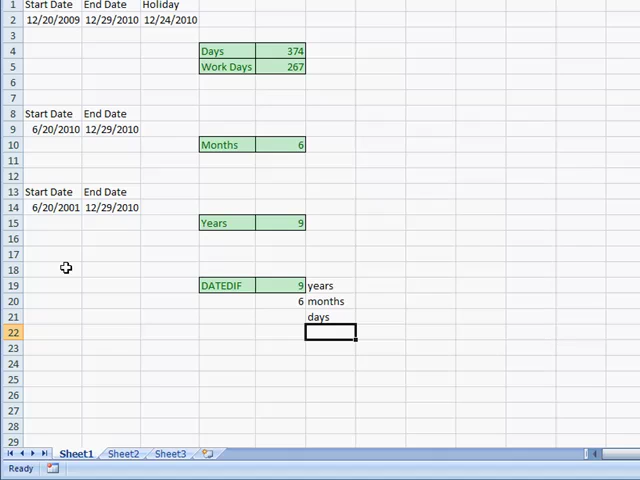 1 Start Date End Date Holiday
2 12/20/2009 12/29/2010 12/24/2010
3
4 Days 374
5 Work Days 267
6
7
8 Start Date End Date
9 6/20/2010 12/29/2010
10 Months 6
11
12
13 Start Date End Date
14 6/20/2001 12/29/2010
15 Years 9
16
17
18
19 DATEDIF 9 years
20 6 months
21 days
22
23
24
25
26
27
28
29
Sheet1 Sheet2 Sheet3
Ready